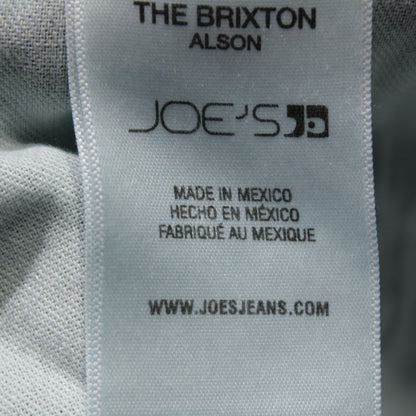 THE BRIXTON
ALSON
JOE'S
MADE IN MEXICO
HECHO EN MÉXICO
FABRIQUÉ AU MEXIQUE
WWW.JOESJEANS.COM